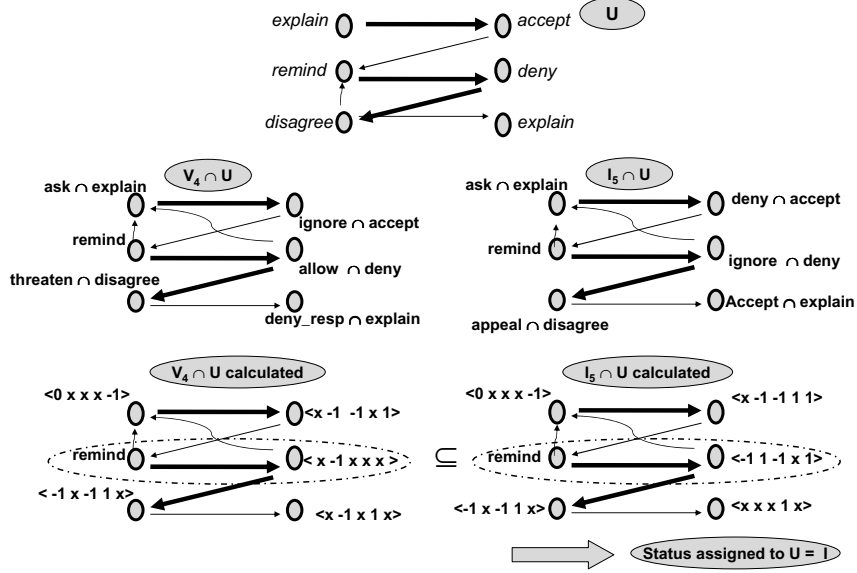 explain accept U
remind deny
disagree explain
V4 ∩ U I5 ∩ U
ask ∩ explain ask ∩ explain deny ∩ accept
ignore ∩ accept
remind remind
allow ∩ deny ignore ∩ deny
threaten ∩ disagree
deny_resp ∩ explain Accept ∩ explain
appeal ∩ disagree
V4 ∩ U calculated I5 ∩ U calculated
<0 x x x -1> <0 x x x -1> <x -1 -1 1 1>
<x -1 -1 x 1>
remind < x -1 x x x > ⊆ remind <-1 1 -1 x 1>
< -1 x -1 1 x> <x -1 x 1 x> <-1 x -1 1 x> <x x x 1 x>
Status assigned to U = I